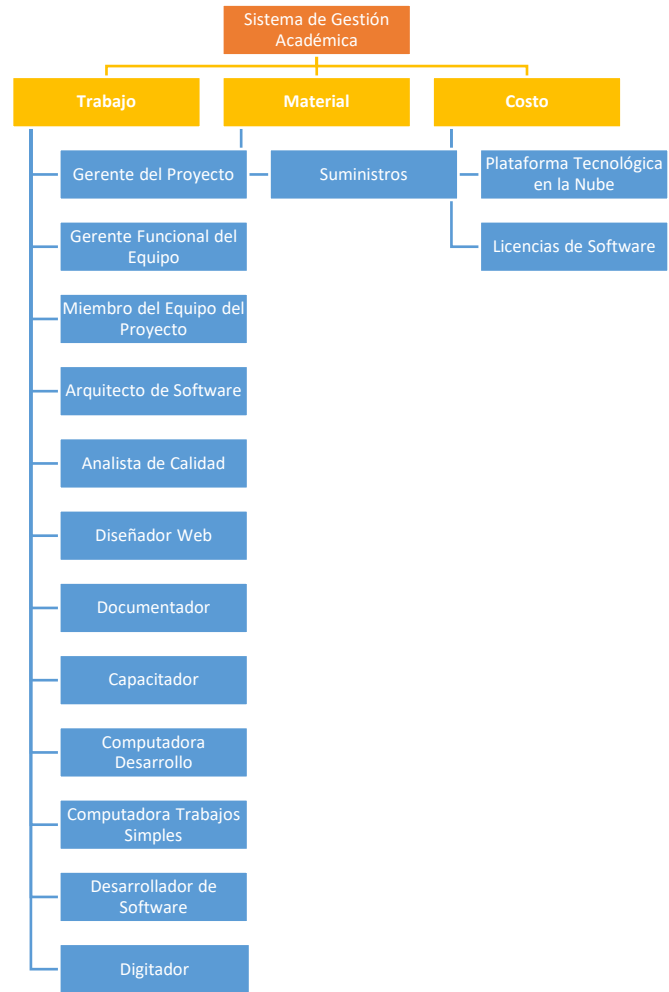 Sistema de Gestión
Académica
Trabajo
Material
Costo
Gerente del Proyecto
Suministros
Plataforma Tecnológica
en la Nube
Gerente Funcional del
Equipo
Licencias de Software
Miembro del Equipo del
Proyecto
Arquitecto de Software
Analista de Calidad
Diseñador Web
Documentador
Capacitador
Computadora
Desarrollo
Computadora Trabajos
Simples
Desarrollador de
Software
Digitador